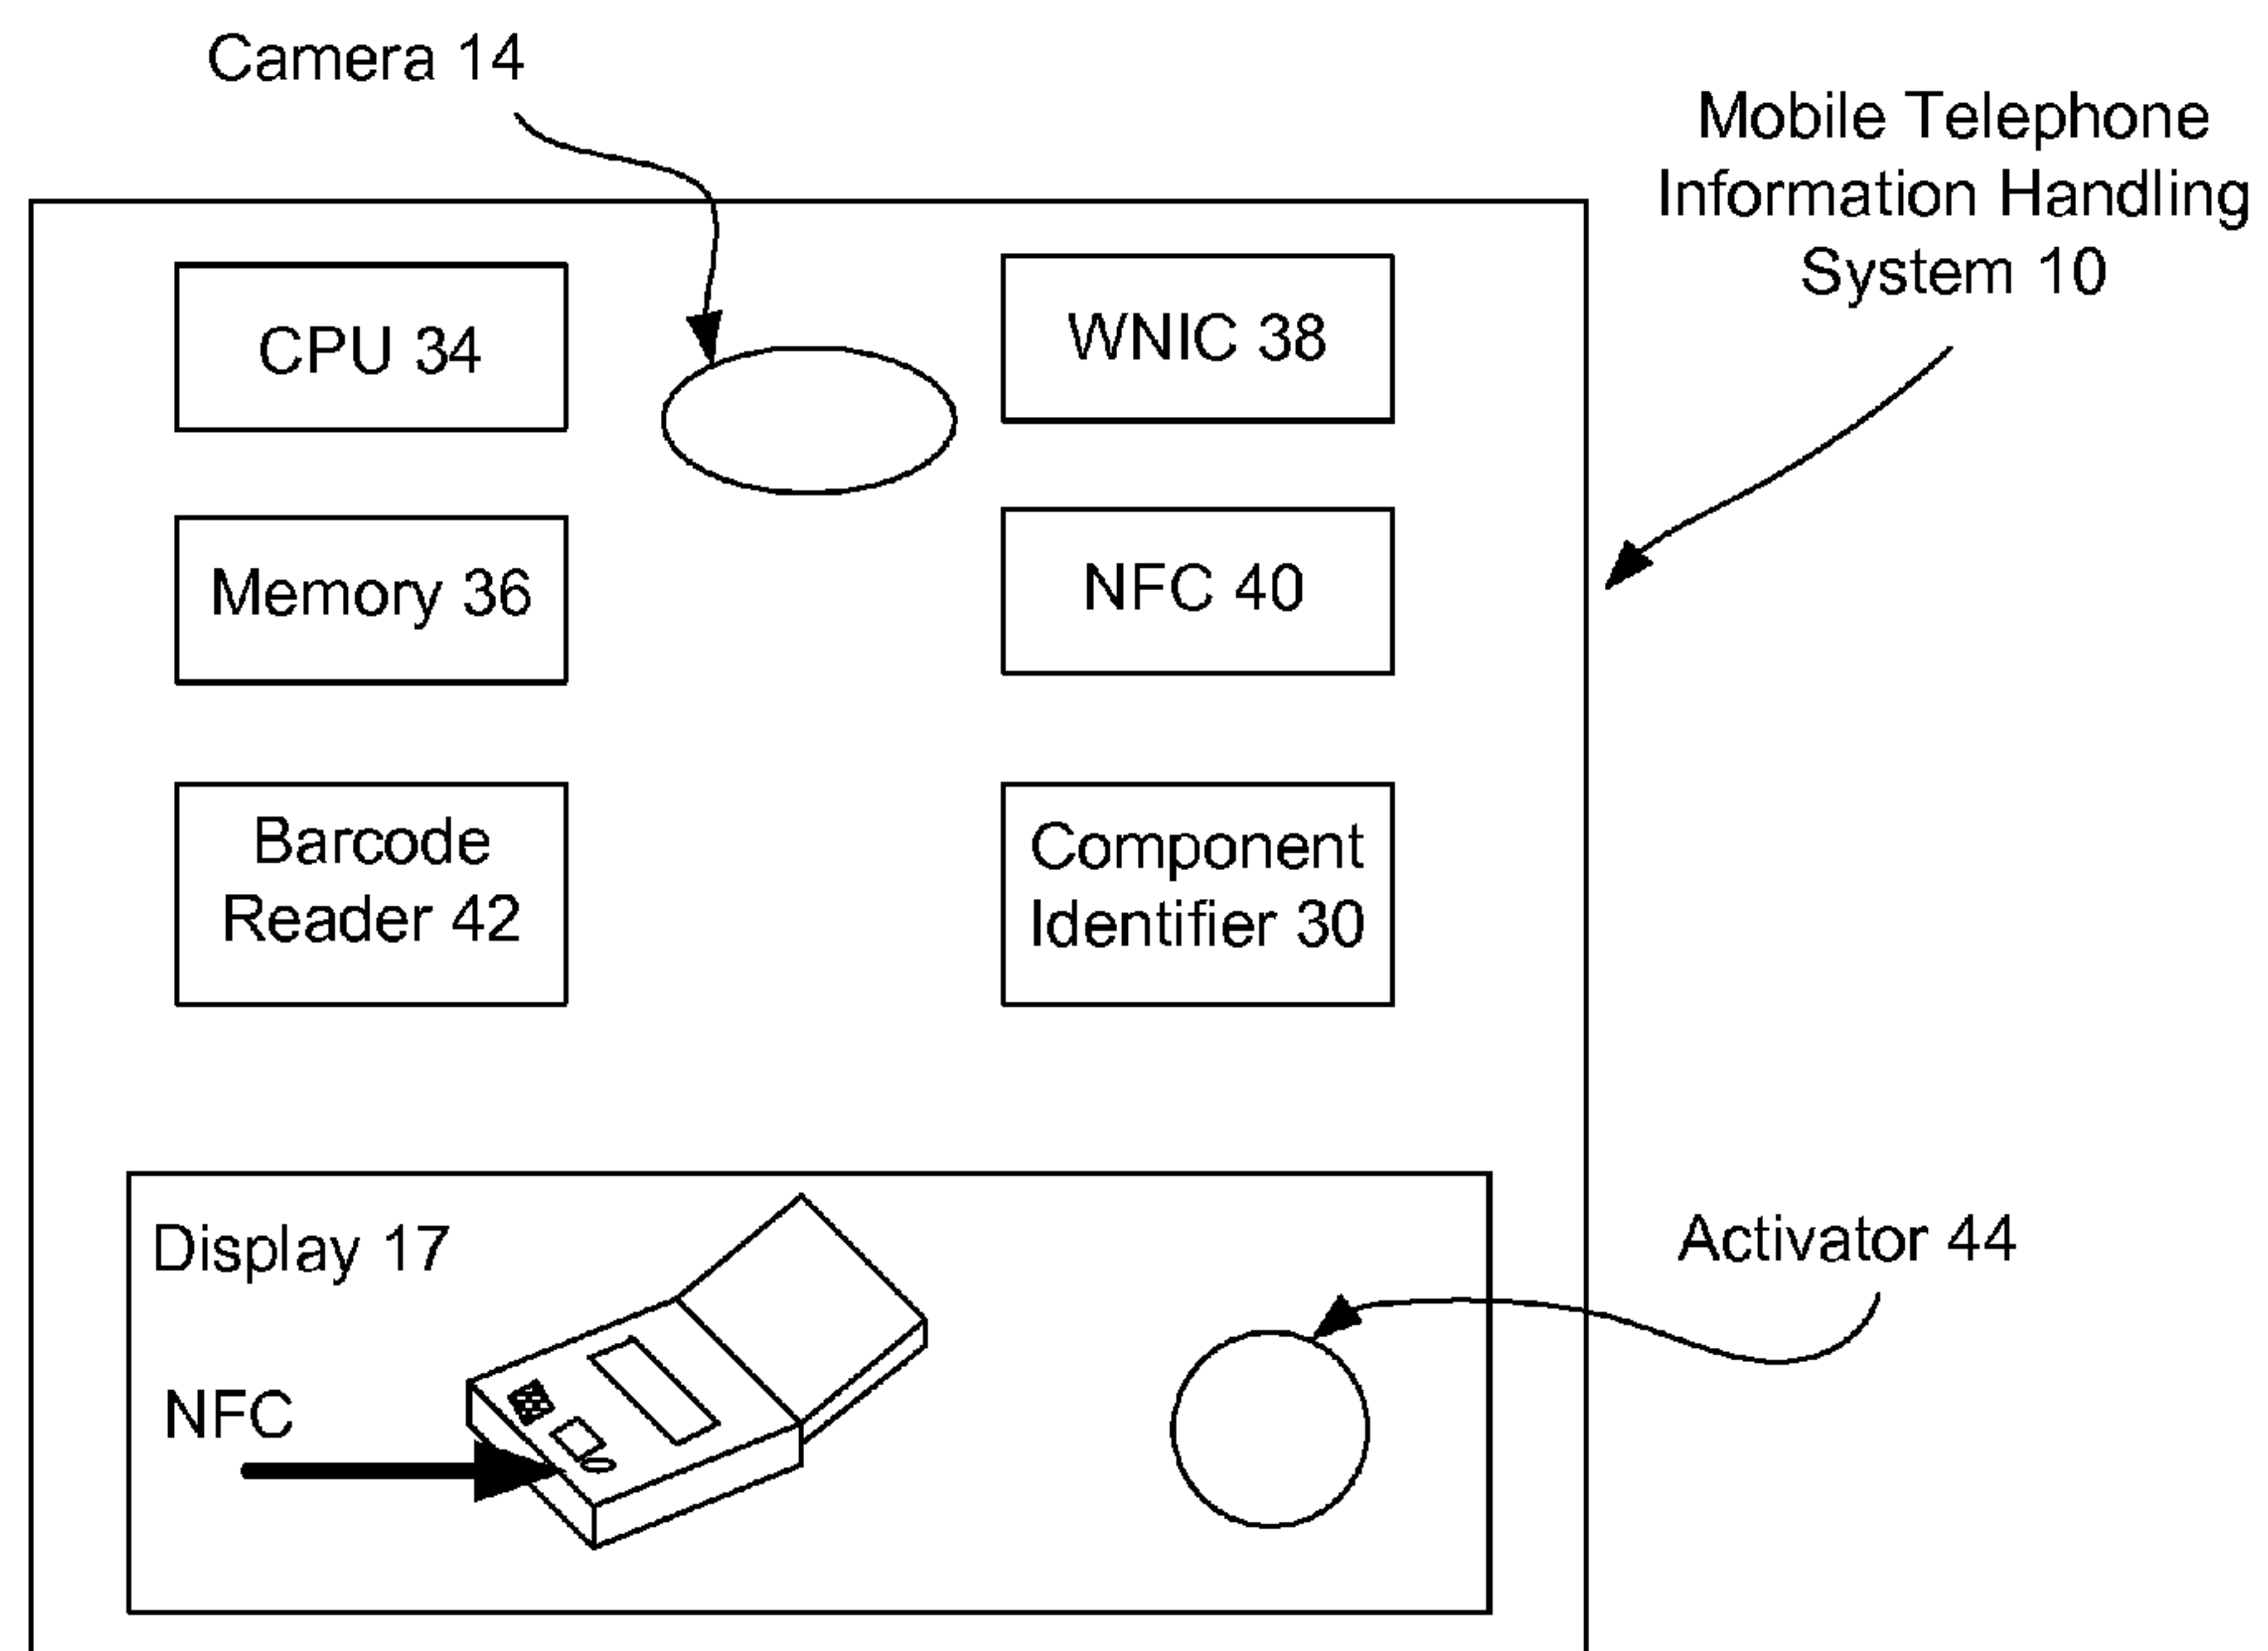 Camera 14
Mobile Telephone
Information Handling
System 10
CPU 34
WNIC 38
Memory 36
NFC 40
Barcode
Reader 42
Component
Identifier 30
Display 17
Activator 44
NFC